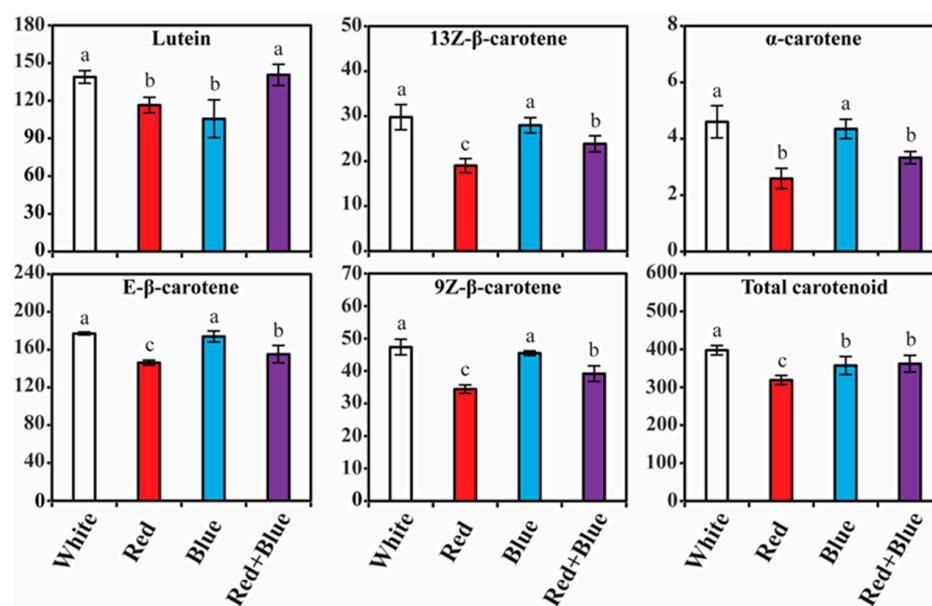 Lutein
180
150
120
90
60
30
0
a
b
b
a
13Z-β-carotene
50
40
30
20
10
0
a
c
a
b
α-carotene
8
6
4
2
0
a
b
a
b
E-β-carotene
240
200
160
120
80
40
0
a
c
a
b
White
Red
Blue
Red+Blue
9Z-β-carotene
70
60
50
40
30
20
10
0
a
c
a
b
White
Red
Blue
Red+Blue
Total carotenoid
600
500
400
300
200
100
0
a
c
b
b
White
Red
Blue
Red+Blue